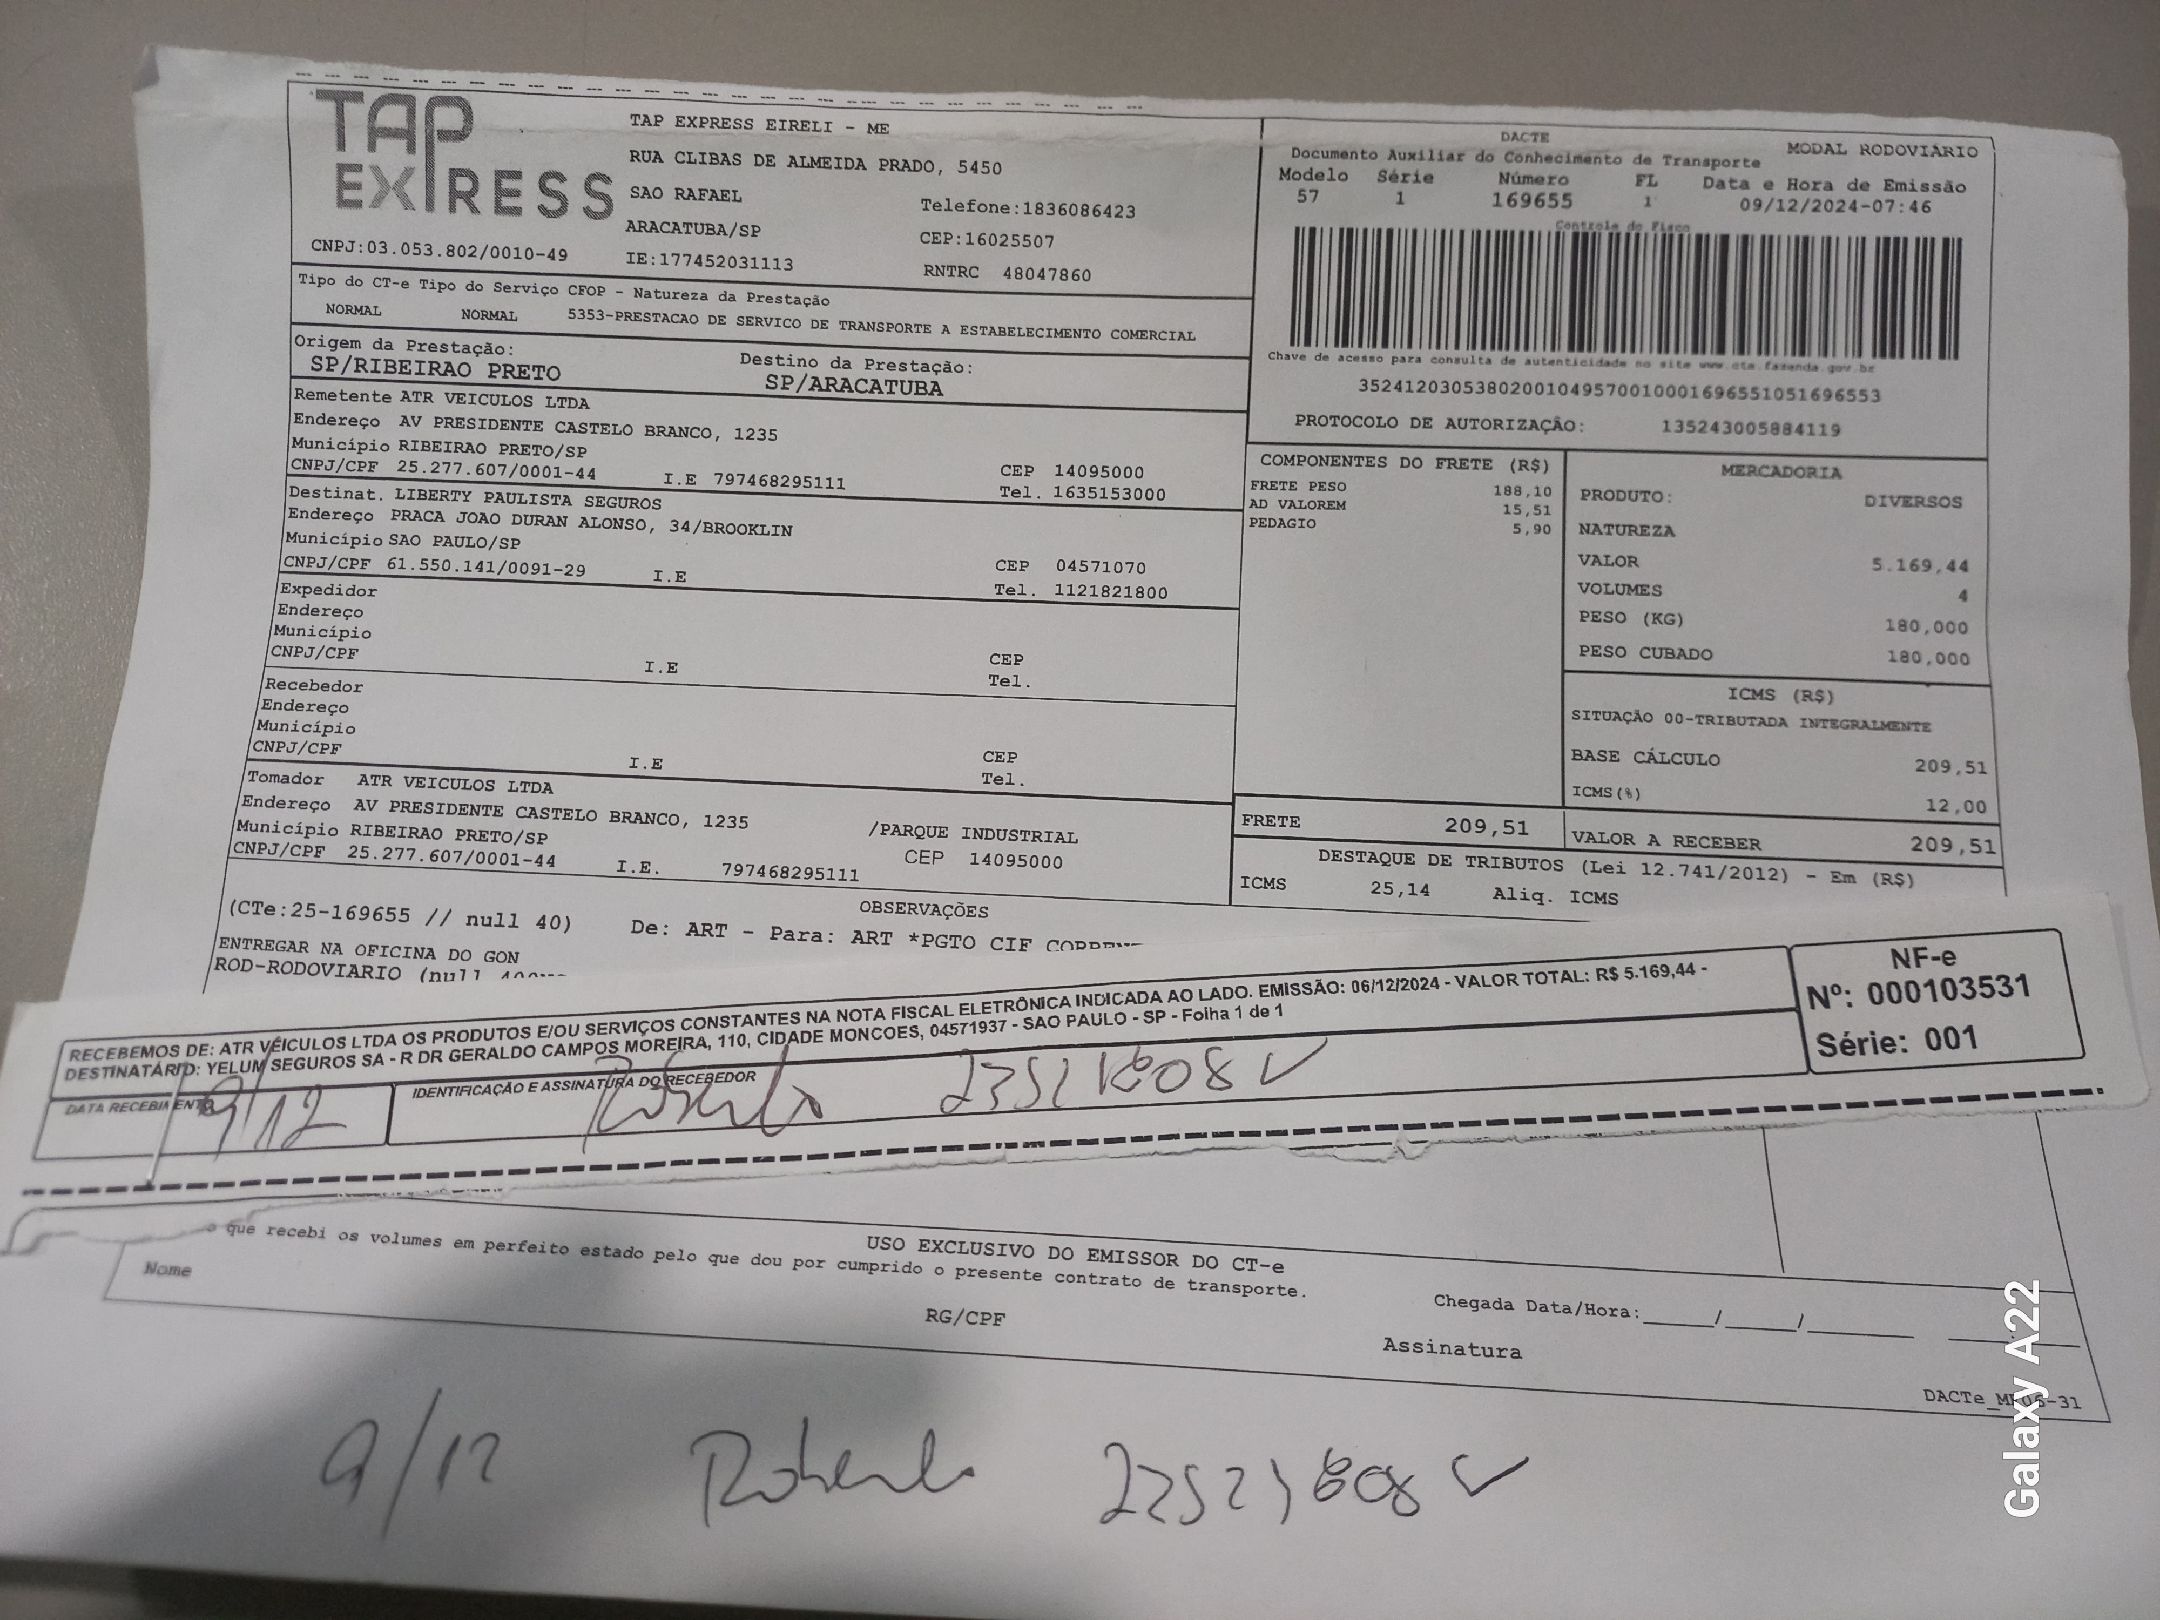 TAP EXPRESS
TAP EXPRESS EIRELI - ME
RUA CLIBAS DE ALMEIDA PRADO, 5450
SAO RAFAEL
Telefone:1836086423
ARACATUBA/SP
CEP:16025507
CNPJ:03.053.802/0010-49
IE:177452031113
RNTRC 48047860
DACTE
MODAL RODOVIÁRIO
Documento Auxiliar do Conhecimento de Transporte
Modelo Série Número FL Data e Hora de Emissão
57 1 169655 1 09/12/2024-07:46
Controle do Fisco
Chave de acesso para consulta de autenticidade no site www.cte.fazenda.gov.br
35241203053802001049570010001696551051696553
PROTOCOLO DE AUTORIZAÇÃO: 135243005884119
Tipo do CT-e Tipo do Serviço CFOP - Natureza da Prestação
NORMAL NORMAL 5353-PRESTACAO DE SERVICO DE TRANSPORTE A ESTABELECIMENTO COMERCIAL
Origem da Prestação: Destino da Prestação:
SP/RIBEIRAO PRETO SP/ARACATUBA
Remetente ATR VEICULOS LTDA
Endereço AV PRESIDENTE CASTELO BRANCO, 1235
Município RIBEIRAO PRETO/SP CEP 14095000
CNPJ/CPF 25.277.607/0001-44 I.E 797468295111 Tel. 1635153000
Destinat. LIBERTY PAULISTA SEGUROS
Endereço PRACA JOAO DURAN ALONSO, 34/BROOKLIN
Município SAO PAULO/SP CEP 04571070
CNPJ/CPF 61.550.141/0091-29 I.E Tel. 1121821800
Expedidor
Endereço
Município CEP
CNPJ/CPF I.E Tel.
Recebedor
Endereço
Município CEP
CNPJ/CPF I.E Tel.
Tomador ATR VEICULOS LTDA
Endereço AV PRESIDENTE CASTELO BRANCO, 1235 /PARQUE INDUSTRIAL
Município RIBEIRAO PRETO/SP CEP 14095000
CNPJ/CPF 25.277.607/0001-44 I.E. 797468295111
COMPONENTES DO FRETE (R$)
FRETE PESO 188,10
AD VALOREM 15,51
PEDAGIO 5,90
MERCADORIA
PRODUTO: DIVERSOS
NATUREZA
VALOR 5.169,44
VOLUMES 4
PESO (KG) 180,000
PESO CUBADO 180,000
ICMS (R$)
SITUAÇÃO 00-TRIBUTADA INTEGRALMENTE
BASE CÁLCULO 209,51
ICMS(%) 12,00
FRETE 209,51 VALOR A RECEBER 209,51
DESTAQUE DE TRIBUTOS (Lei 12.741/2012) - Em (R$)
ICMS 25,14 Aliq. ICMS
OBSERVAÇÕES
(CTe:25-169655 // null 40) De: ART - Para: ART *PGTO CIF
ENTREGAR NA OFICINA DO GON
ROD-RODOVIARIO (null
RECEBEMOS DE: ATR VEICULOS LTDA OS PRODUTOS E/OU SERVIÇOS CONSTANTES NA NOTA FISCAL ELETRÔNICA INDICADA AO LADO. EMISSÃO: 06/12/2024 - VALOR TOTAL: R$ 5.169,44 -
DESTINATÁRIO: YELUM SEGUROS SA - R DR GERALDO CAMPOS MOREIRA, 110, CIDADE MONCOES, 04571937 - SAO PAULO - SP - Folha 1 de 1
NF-e
Nº: 000103531
Série: 001
DATA RECEBIMENTO IDENTIFICAÇÃO E ASSINATURA DO RECEBEDOR
9/12 Roberto
USO EXCLUSIVO DO EMISSOR DO CT-e
o que recebi os volumes em perfeito estado pelo que dou por cumprido o presente contrato de transporte.
Nome RG/CPF Chegada Data/Hora:_____/_____/_______
Assinatura
9/12 Roberto
Galaxy A22